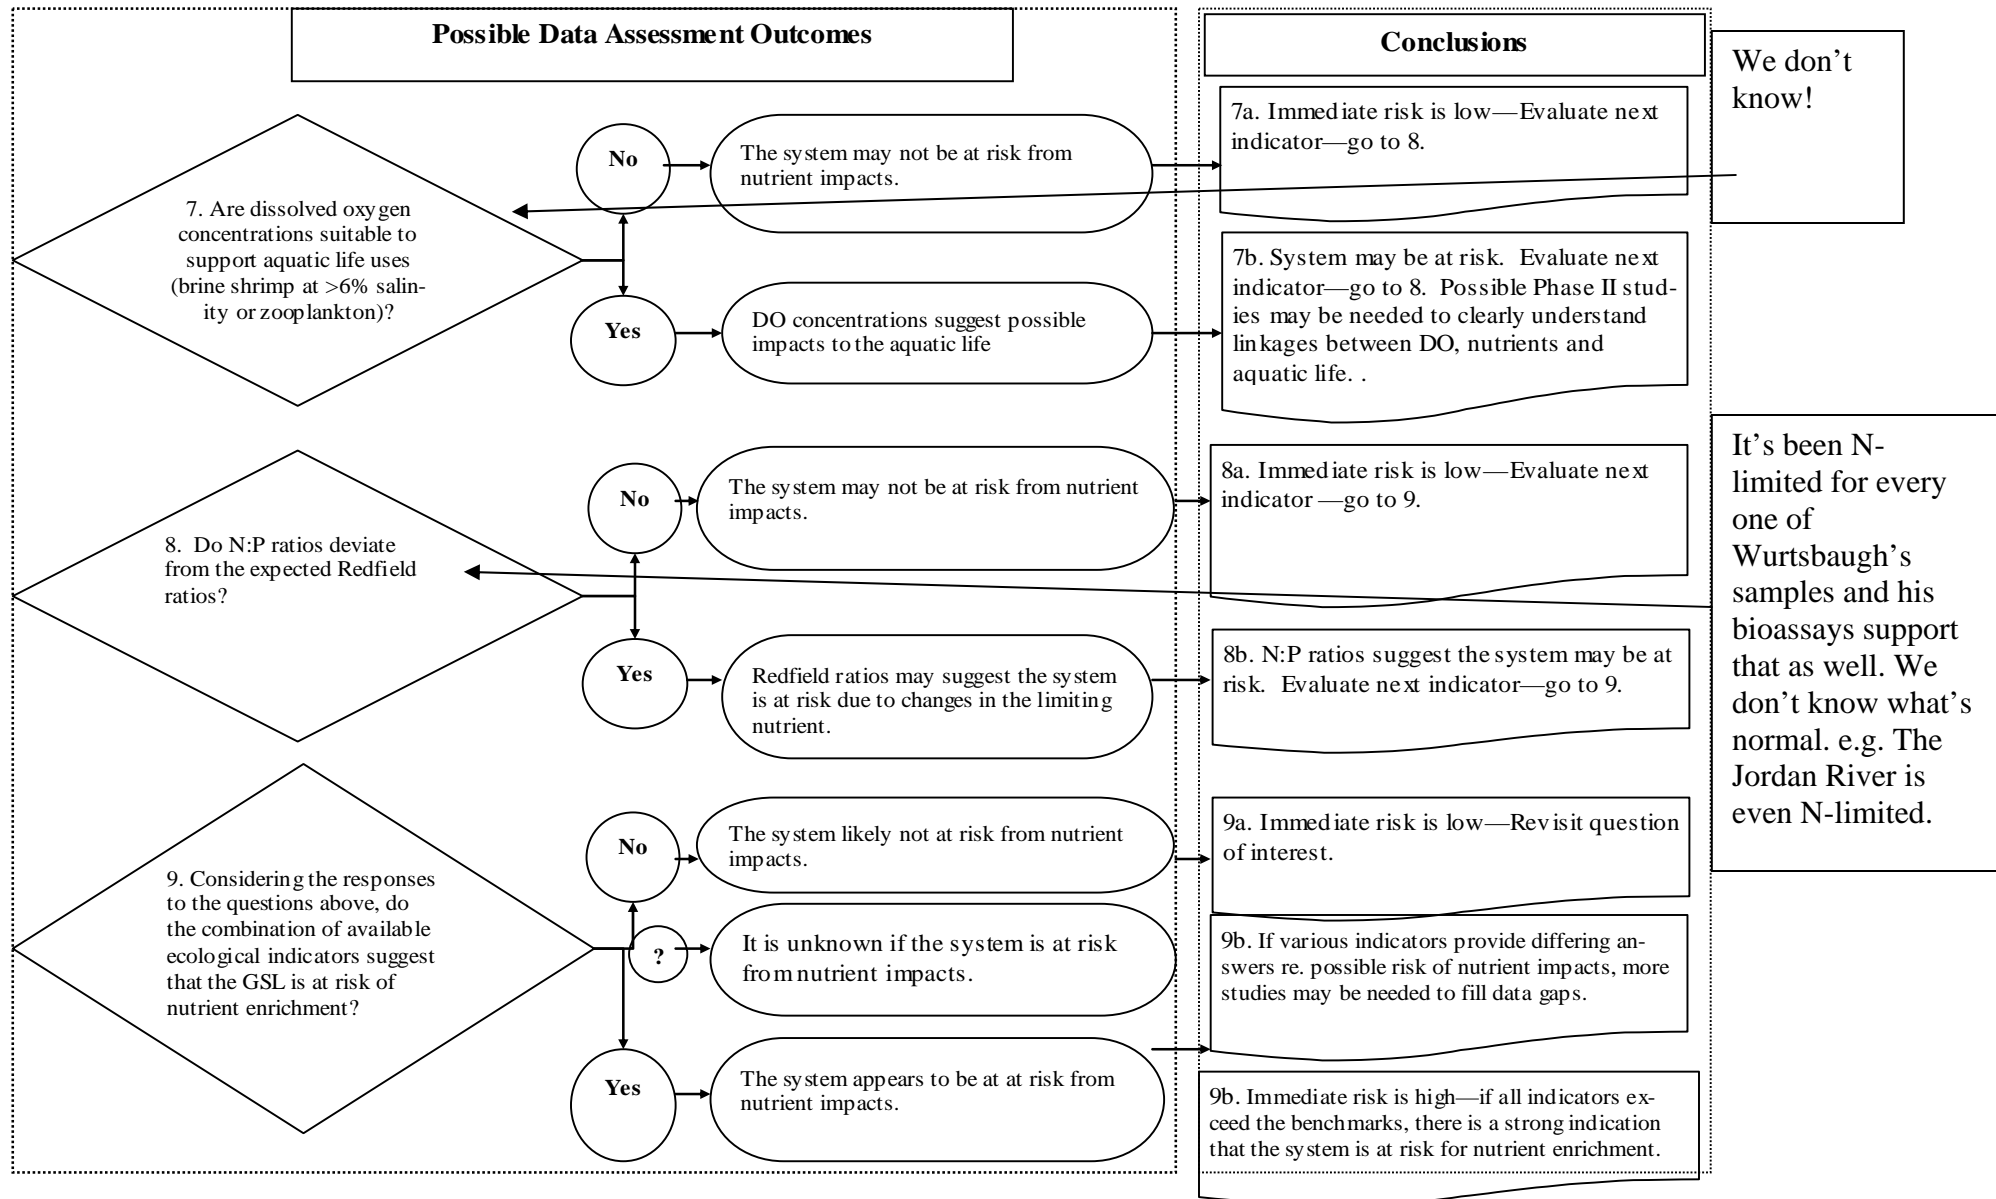 Possible Data Assessment Outcomes
Conclusions
We don’t
know!
7. Are dissolved oxygen
concentrations suitable to
support aquatic life uses
(brine shrimp at >6% salin-
ity or zooplankton)?
No
The system may not be at risk from
nutrient impacts.
7a. Immediate risk is low—Evaluate next
indicator—go to 8.
Yes
DO concentrations suggest possible
impacts to the aquatic life
7b. System may be at risk.  Evaluate next
indicator—go to 8.  Possible Phase II stud-
ies may be needed to clearly understand
linkages between DO, nutrients and
aquatic life. .
8.  Do N:P ratios deviate
from the expected Redfield
ratios?
No
The system may not be at risk from nutrient
impacts.
8a. Immediate risk is low—Evaluate next
indicator —go to 9.
Yes
Redfield ratios may suggest the system
is at risk due to changes in the limiting
nutrient.
8b. N:P ratios suggest the system may be at
risk.  Evaluate next indicator—go to 9.
It’s been N-
limited for every
one of
Wurtsbaugh’s
samples and his
bioassays support
that as well. We
don’t know what’s
normal. e.g. The
Jordan River is
even N-limited.
9. Considering the responses
to the questions above, do
the combination of available
ecological indicators suggest
that the GSL is at risk of
nutrient enrichment?
No
The system likely not at risk from nutrient
impacts.
9a. Immediate risk is low—Revisit question
of interest.
?
It is unknown if the system is at risk
from nutrient impacts.
9b. If various indicators provide differing an-
swers re. possible risk of nutrient impacts, more
studies may be needed to fill data gaps.
Yes
The system appears to be at at risk from
nutrient impacts.
9b. Immediate risk is high—if all indicators ex-
ceed the benchmarks, there is a strong indication
that the system is at risk for nutrient enrichment.